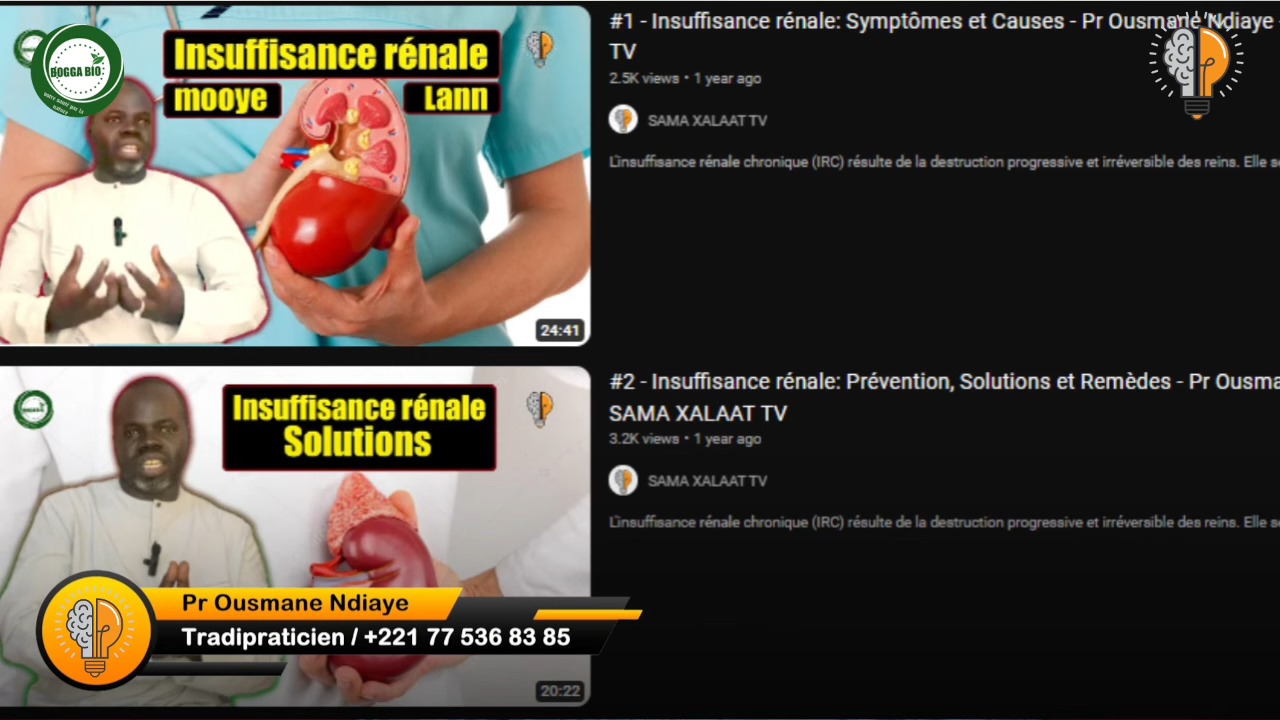 BOGGA BIO
Insuffisance rénale
mooye
Lann
24:41
#1 - Insuffisance rénale: Symptômes et Causes - Pr Ousmane Ndiaye -
TV
2.5K views • 1 year ago
SAMA XALAAT TV
L'insuffisance rénale chronique (IRC) résulte de la destruction progressive et irréversible des reins. Elle se
Insuffisance rénale
Solutions
20:22
#2 - Insuffisance rénale: Prévention, Solutions et Remèdes - Pr Ousma
SAMA XALAAT TV
3.2K views • 1 year ago
SAMA XALAAT TV
L'insuffisance rénale chronique (IRC) résulte de la destruction progressive et irréversible des reins. Elle se
Pr Ousmane Ndiaye
Tradipraticien / +221 77 536 83 85